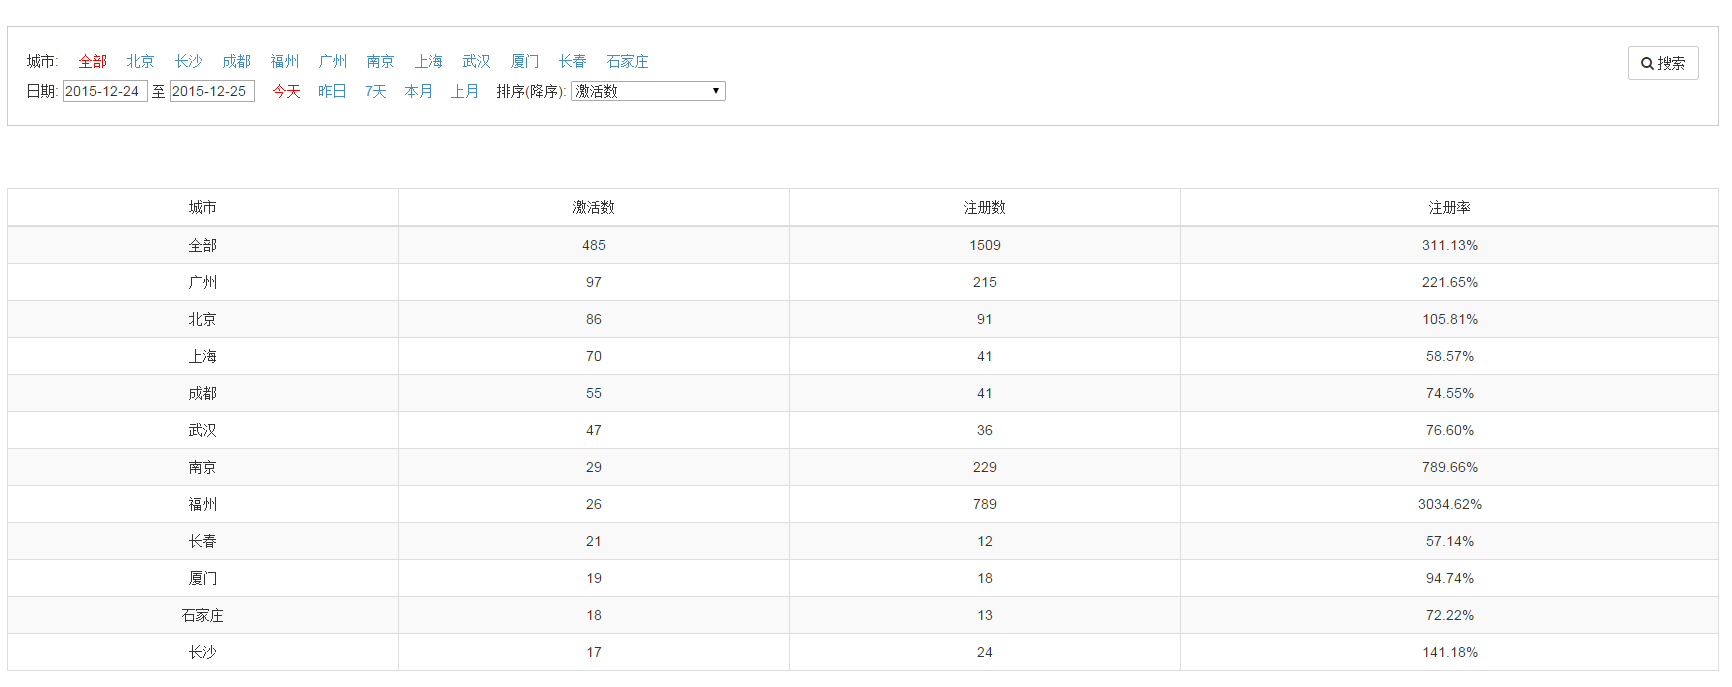 城市: 全部 北京 长沙 成都 福州 广州 南京 上海 武汉 厦门 长春 石家庄 搜索
日期: 2015-12-24 至 2015-12-25 今天 昨日 7天 本月 上月 排序(降序): 激活数
城市 激活数 注册数 注册率
全部 485 1509 311.13%
广州 97 215 221.65%
北京 86 91 105.81%
上海 70 41 58.57%
成都 55 41 74.55%
武汉 47 36 76.60%
南京 29 229 789.66%
福州 26 789 3034.62%
长春 21 12 57.14%
厦门 19 18 94.74%
石家庄 18 13 72.22%
长沙 17 24 141.18%